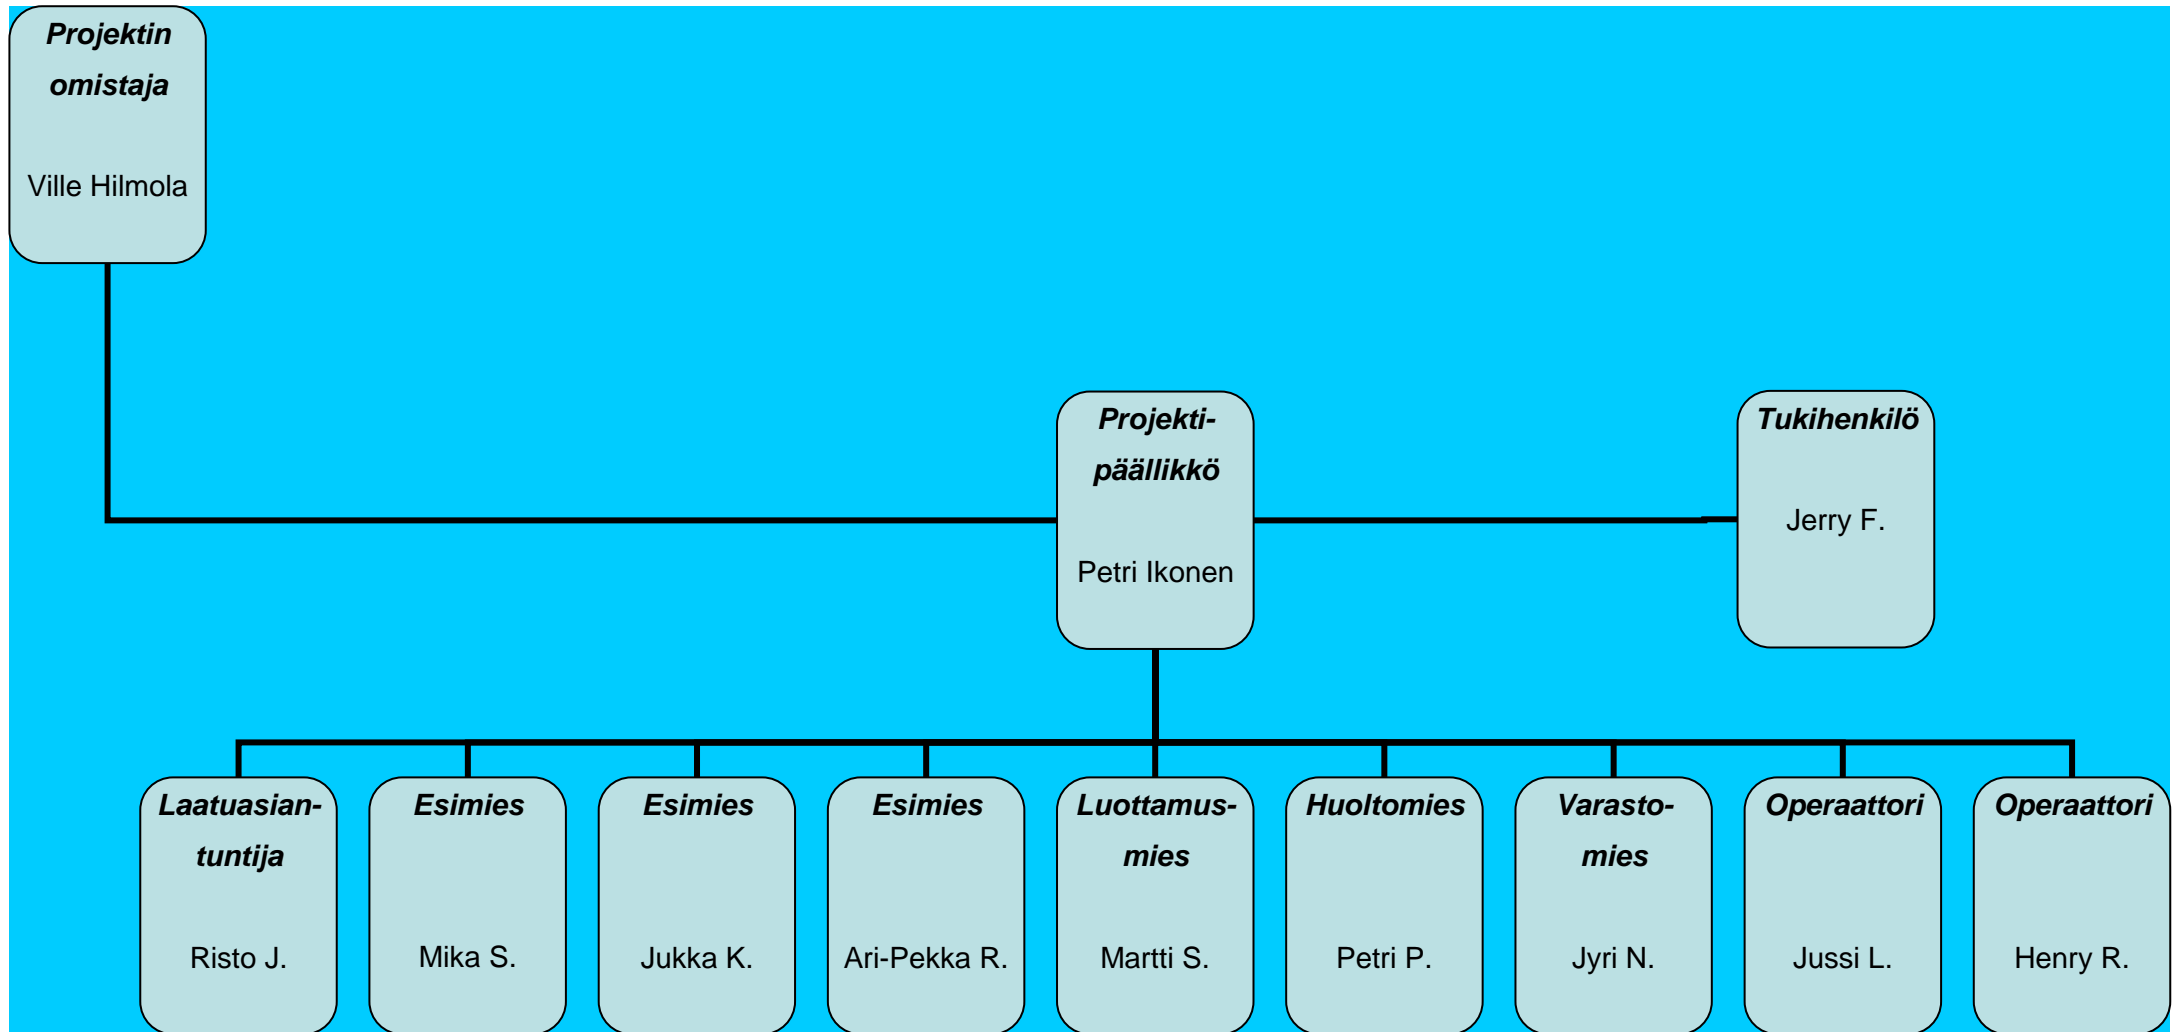 Projektin
omistaja
Ville Hilmola
Projekti-
päällikkö
Petri Ikonen
Tukihenkilö
Jerry F.
Laatuasian-
tuntija
Risto J.
Esimies
Mika S.
Esimies
Jukka K.
Esimies
Ari-Pekka R.
Luottamus-
mies
Martti S.
Huoltomies
Petri P.
Varasto-
mies
Jyri N.
Operaattori
Jussi L.
Operaattori
Henry R.